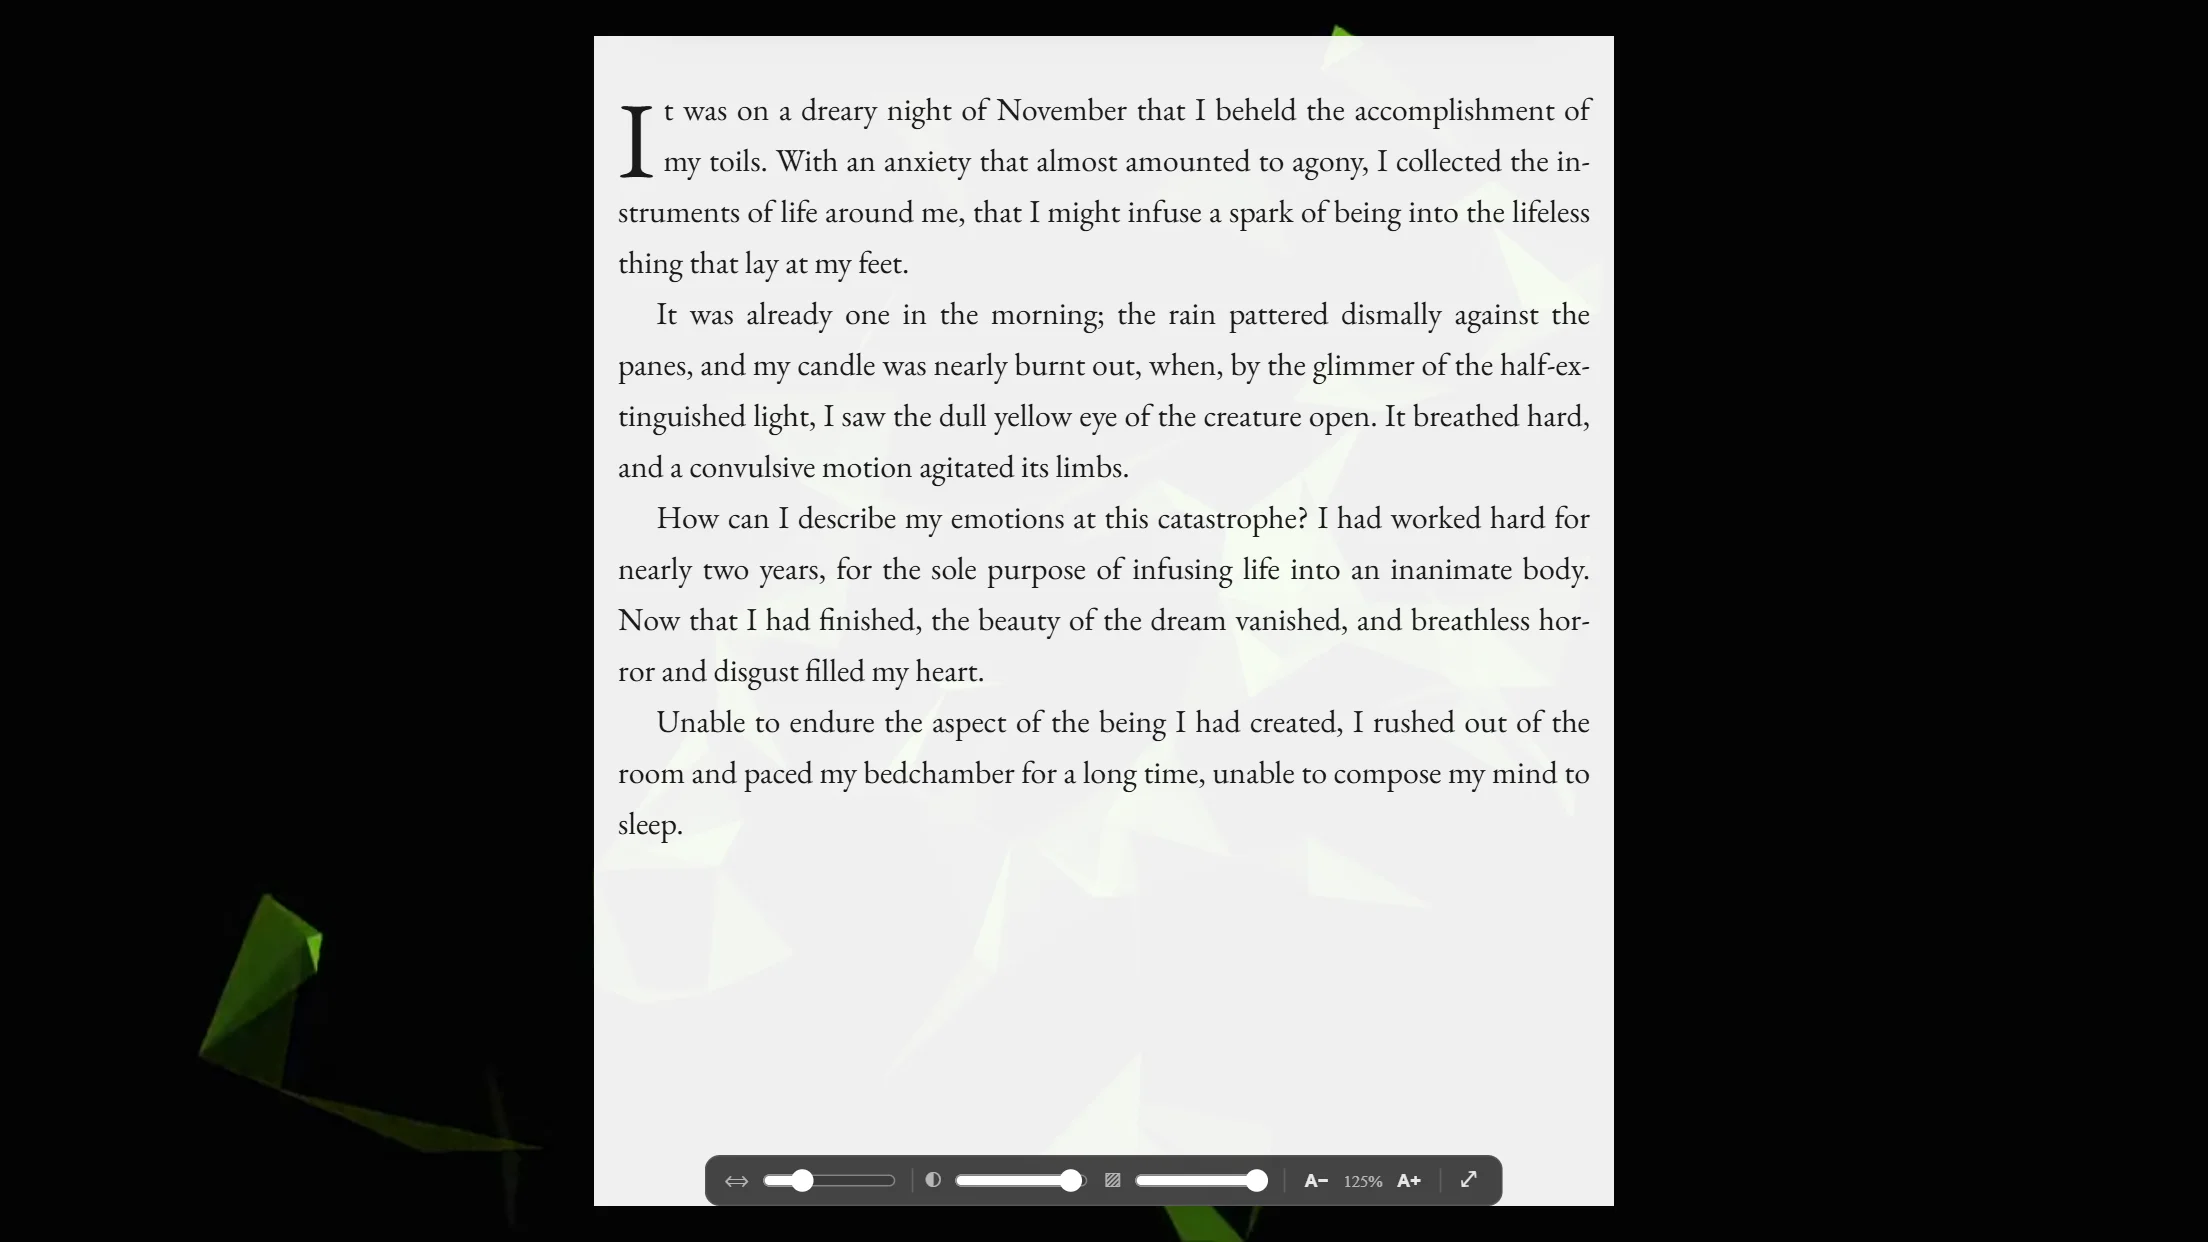 It was on a dreary night of November that I beheld the accomplishment of
my toils. With an anxiety that almost amounted to agony, I collected the in-
struments of life around me, that I might infuse a spark of being into the lifeless
thing that lay at my feet.
It was already one in the morning; the rain pattered dismally against the
panes, and my candle was nearly burnt out, when, by the glimmer of the half-ex-
tinguished light, I saw the dull yellow eye of the creature open. It breathed hard,
and a convulsive motion agitated its limbs.
How can I describe my emotions at this catastrophe? I had worked hard for
nearly two years, for the sole purpose of infusing life into an inanimate body.
Now that I had finished, the beauty of the dream vanished, and breathless hor-
ror and disgust filled my heart.
Unable to endure the aspect of the being I had created, I rushed out of the
room and paced my bedchamber for a long time, unable to compose my mind to
sleep.
A− 125% A+